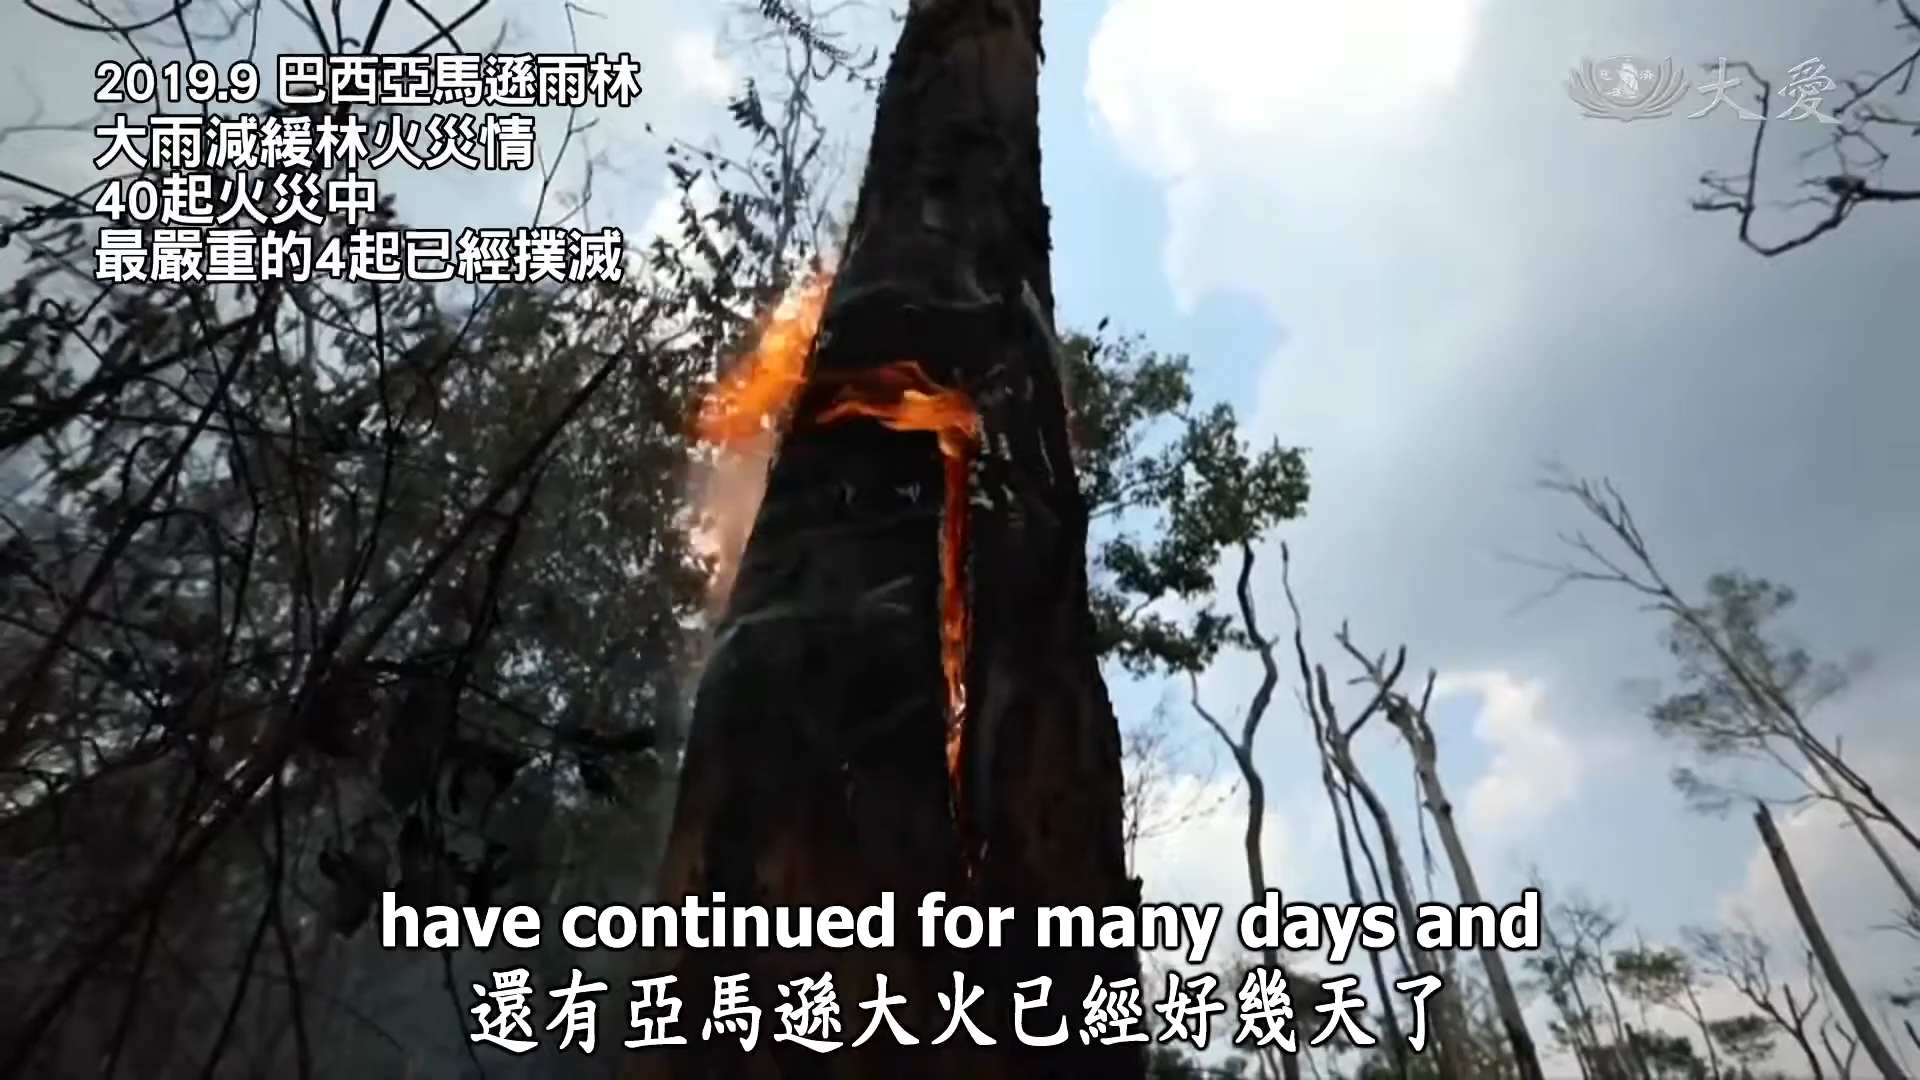 2019.9 巴西亞馬遜雨林
大雨減緩林火災情
40起火災中
最嚴重的4起已經撲滅
大愛
have continued for many days and
還有亞馬遜大火已經好幾天了